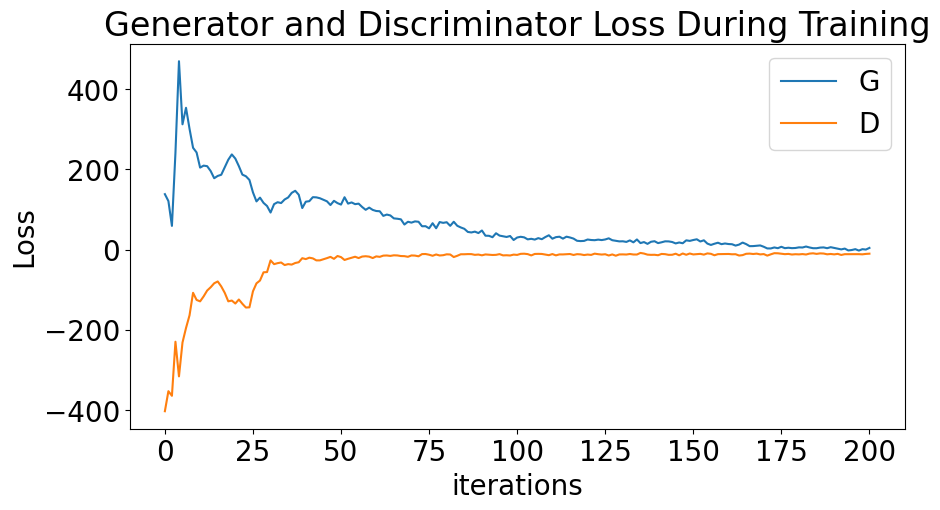 Generator and Discriminator Loss During Training
G
D
400
200
0
−200
−400
Loss
0 25 50 75 100 125 150 175 200
iterations